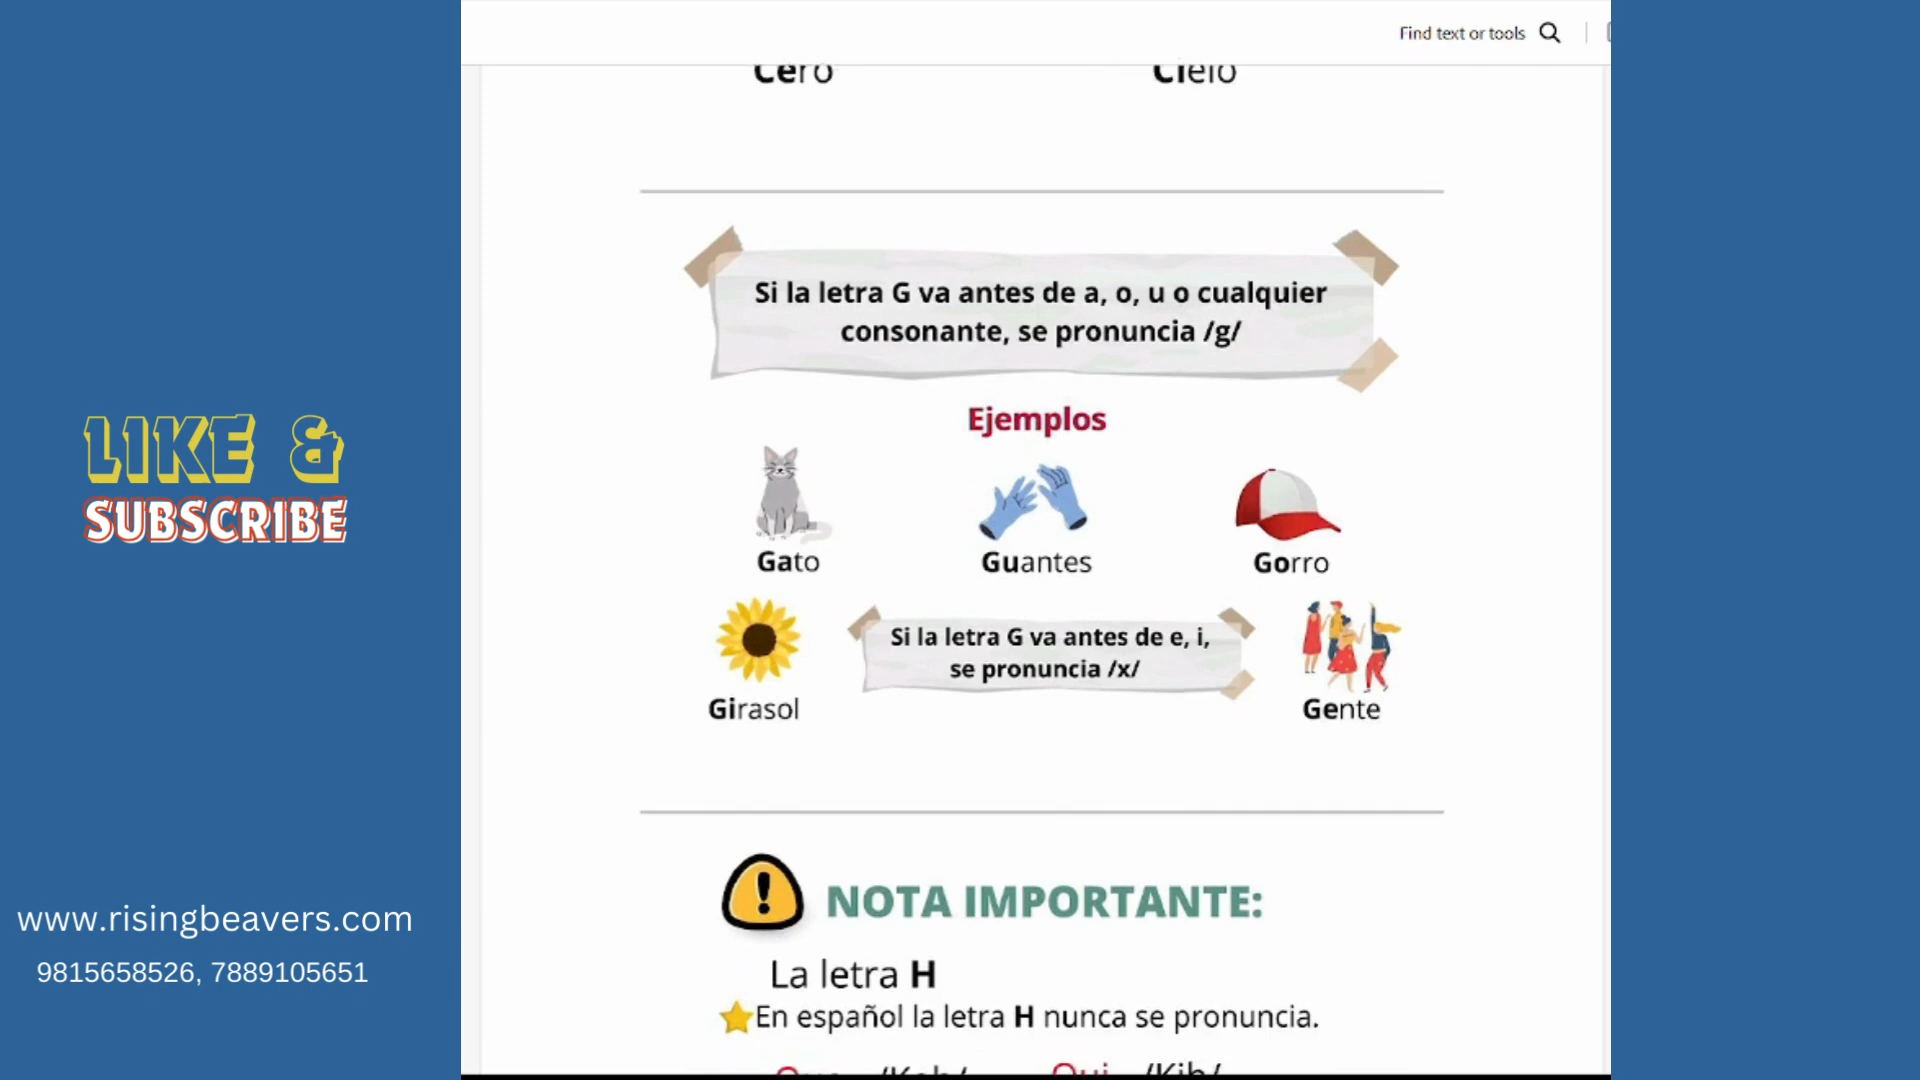 Find text or tools
Cero
Cielo
Si la letra G va antes de a, o, u o cualquier
consonante, se pronuncia /g/
Ejemplos
Gato
Guantes
Gorro
Si la letra G va antes de e, i,
se pronuncia /x/
Girasol
Gente
NOTA IMPORTANTE:
La letra H
En español la letra H nunca se pronuncia.
LIKE &
SUBSCRIBE
www.risingbeavers.com
9815658526, 7889105651